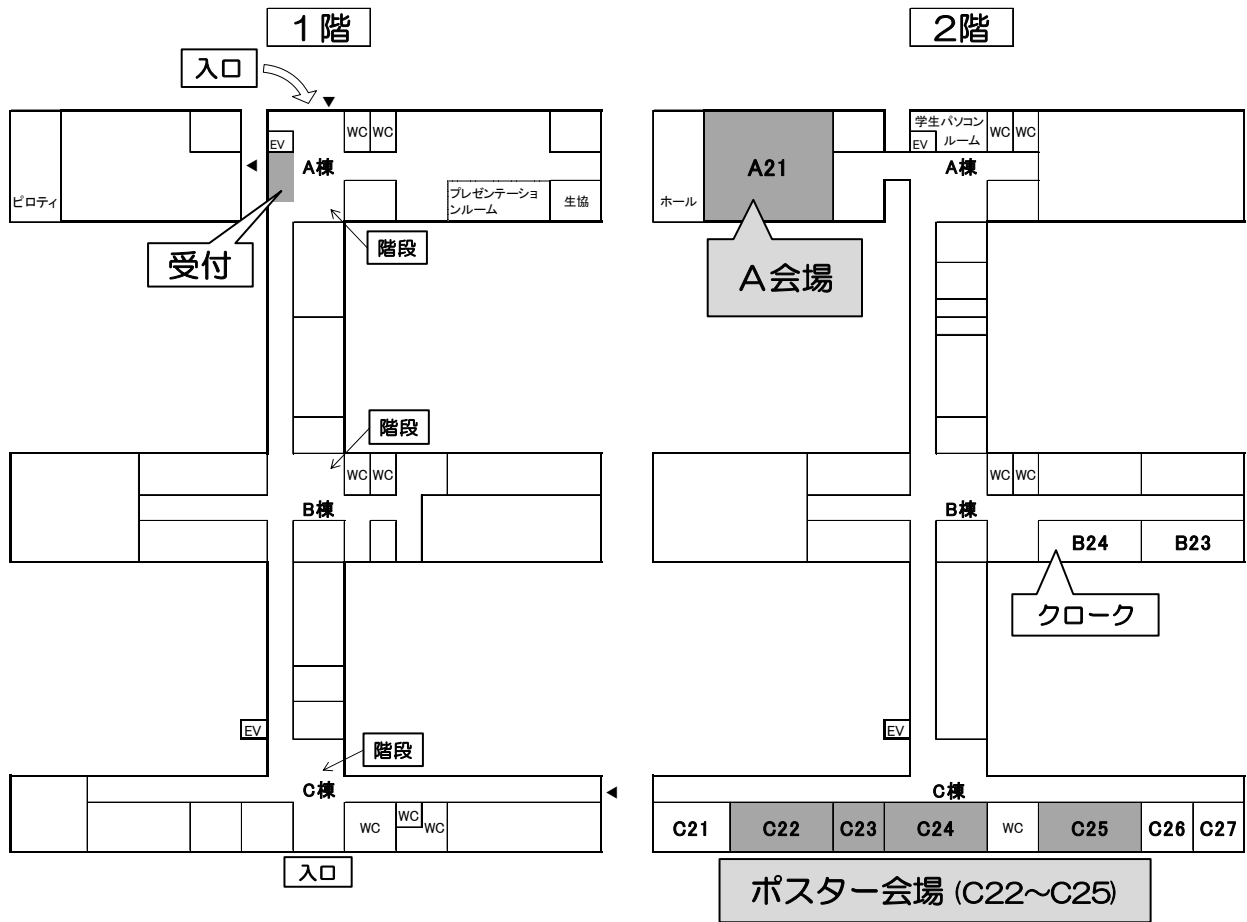 1階
2階
入口
WC
WC
EV
A棟
ピロティ
プレゼンテーショ
ンルーム
生協
受付
階段
学生パソコン
ルーム
EV
WC
WC
A21
A棟
ホール
A会場
階段
WC
WC
B棟
WC
WC
B棟
B24
B23
クローク
EV
階段
C棟
WC
WC
WC
入口
EV
C棟
C21
C22
C23
C24
WC
C25
C26
C27
ポスター会場 (C22～C25)